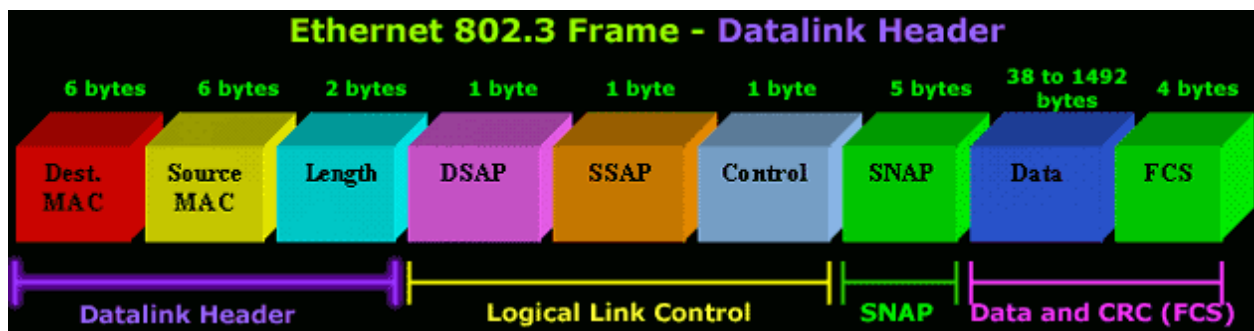 Ethernet 802.3 Frame - Datalink Header
6 bytes 6 bytes 2 bytes 1 byte 1 byte 1 byte 5 bytes 38 to 1492 bytes 4 bytes
Dest. MAC
Source MAC
Length
DSAP
SSAP
Control
SNAP
Data
FCS
Datalink Header
Logical Link Control
SNAP
Data and CRC (FCS)